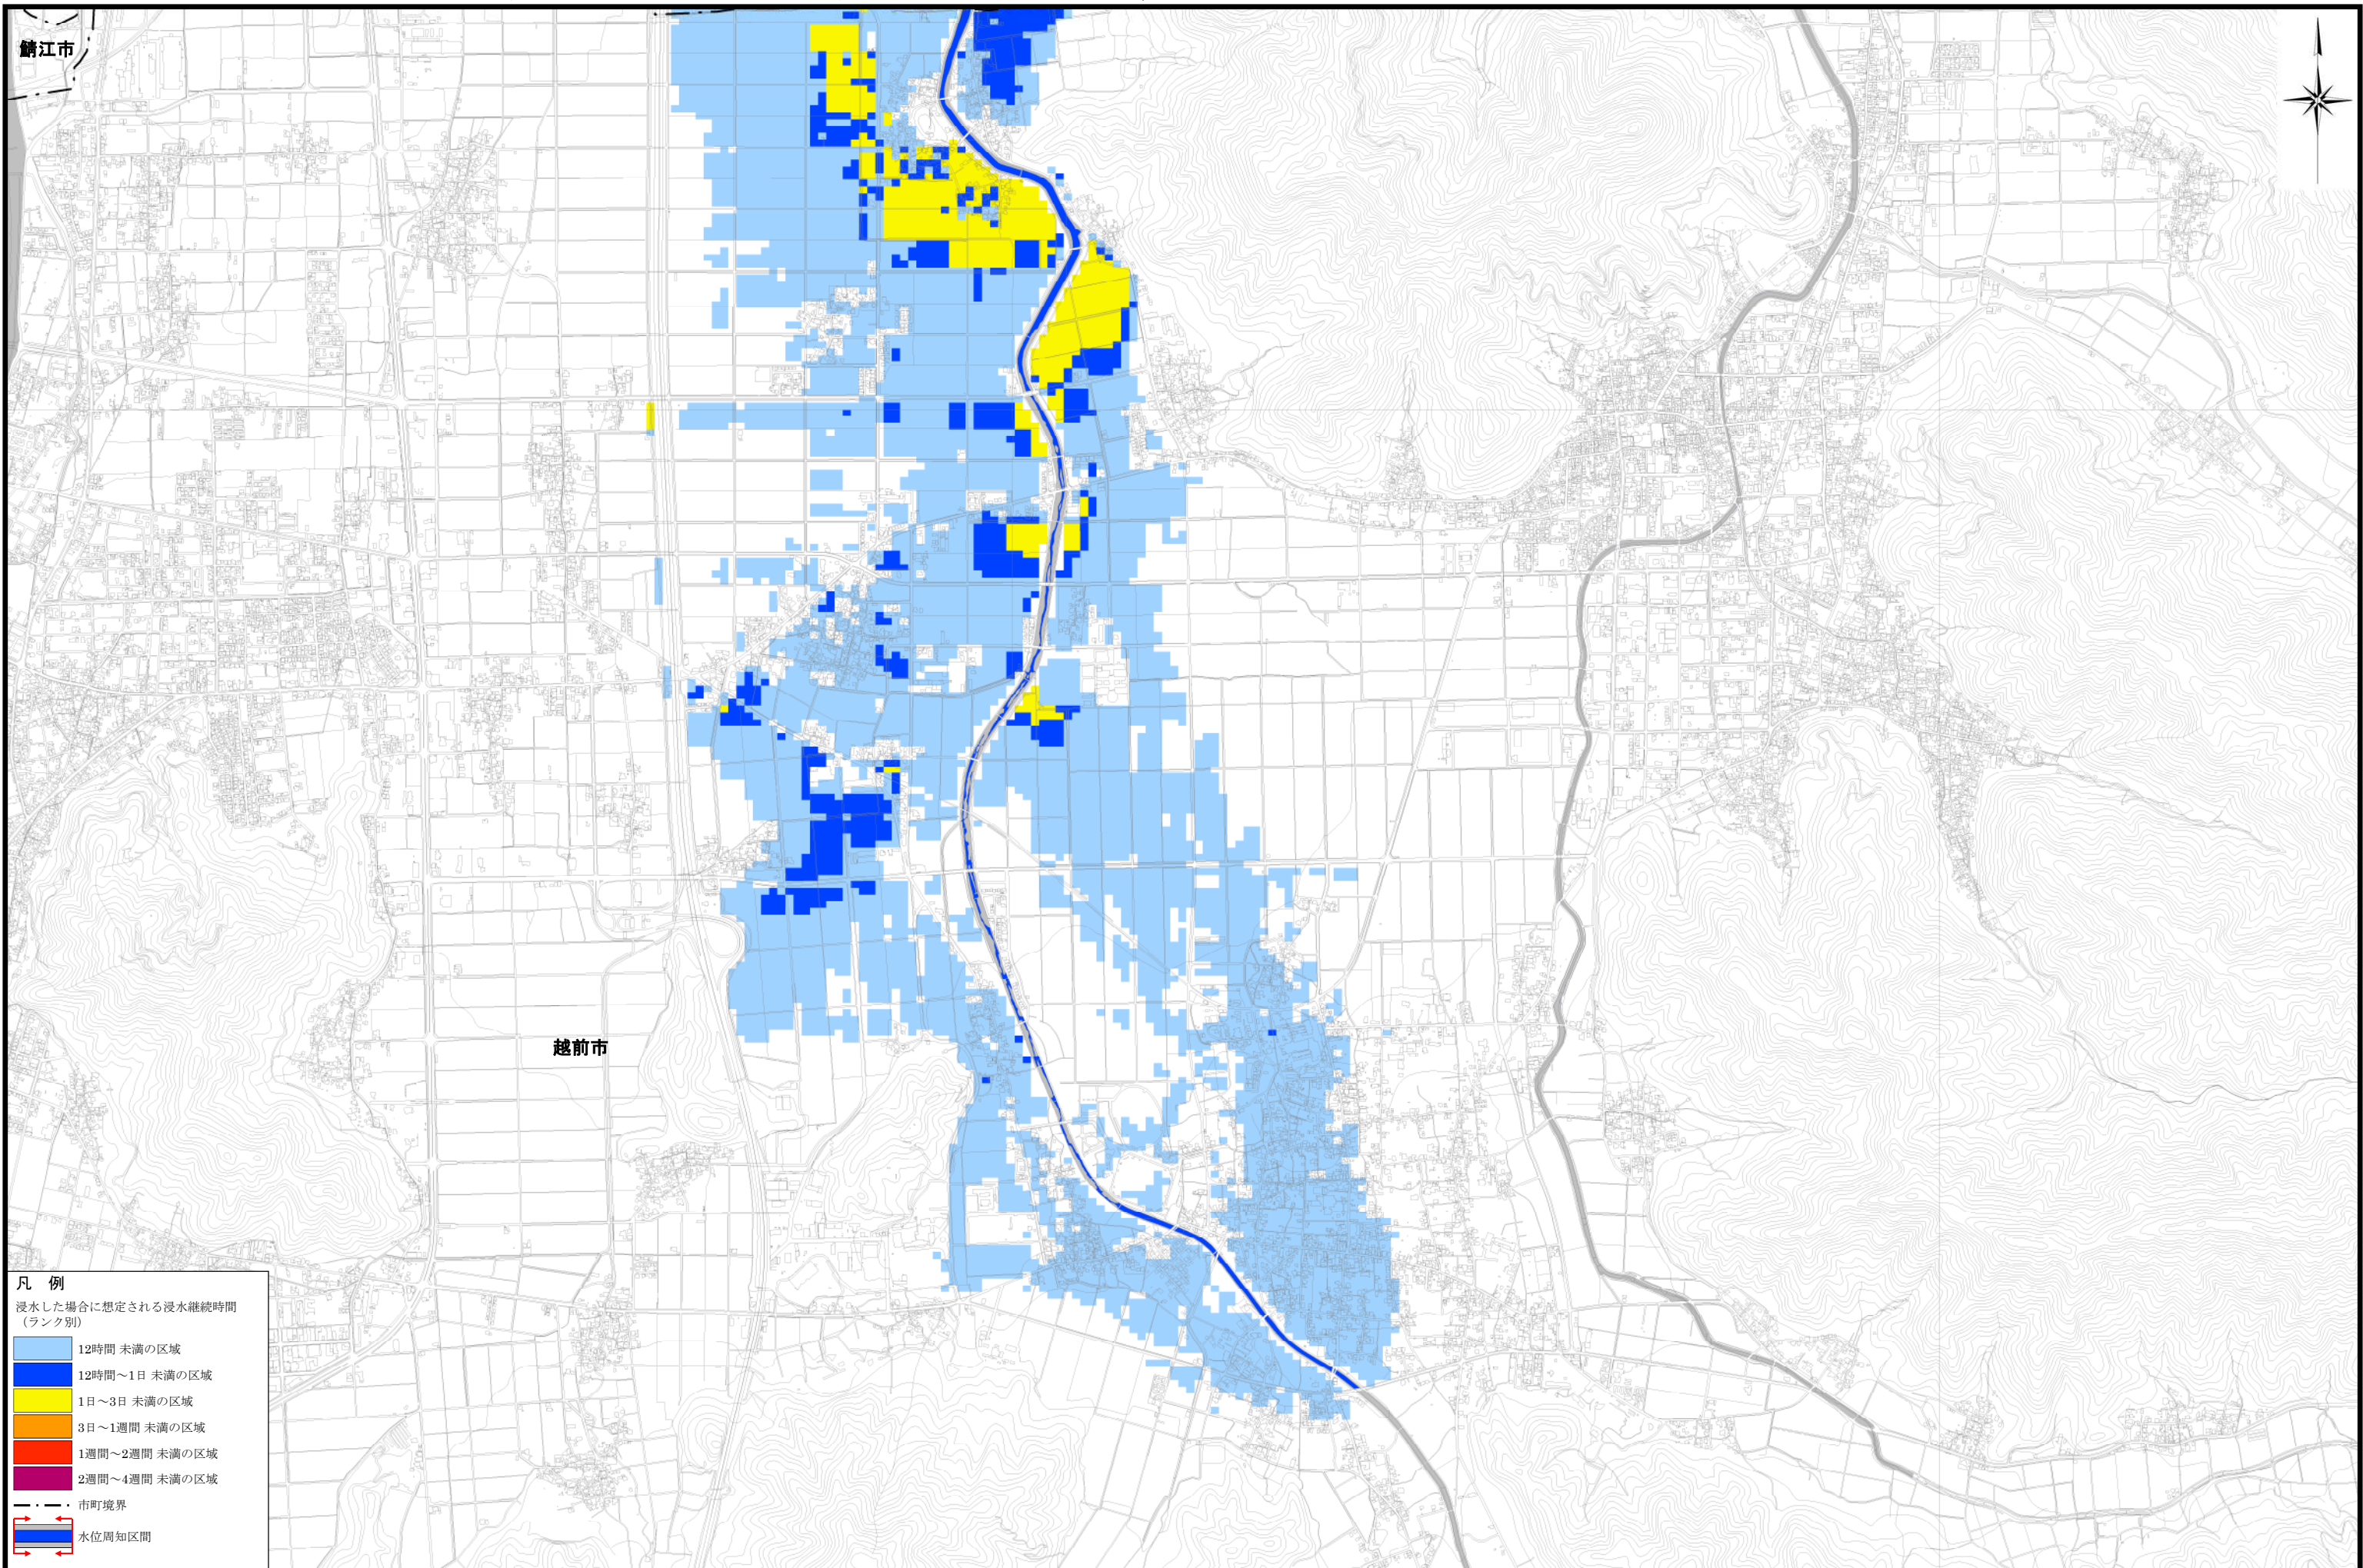 鯖江市
越前市
凡 例
浸水した場合に想定される浸水継続時間
（ランク別）
12時間 未満の区域
12時間～1日 未満の区域
1日～3日 未満の区域
3日～1週間 未満の区域
1週間～2週間 未満の区域
2週間～4週間 未満の区域
市町境界
水位周知区間